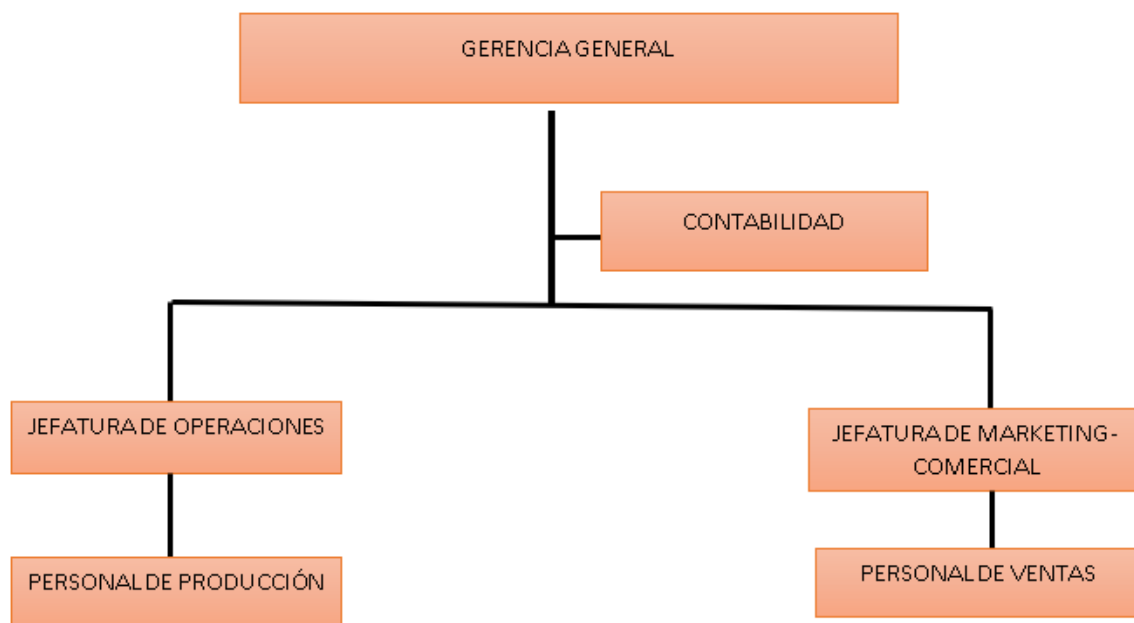 GERENCIA GENERAL
CONTABILIDAD
JEFATURA DE OPERACIONES
JEFATURA DE MARKETING-
COMERCIAL
PERSONAL DE PRODUCCIÓN
PERSONAL DE VENTAS